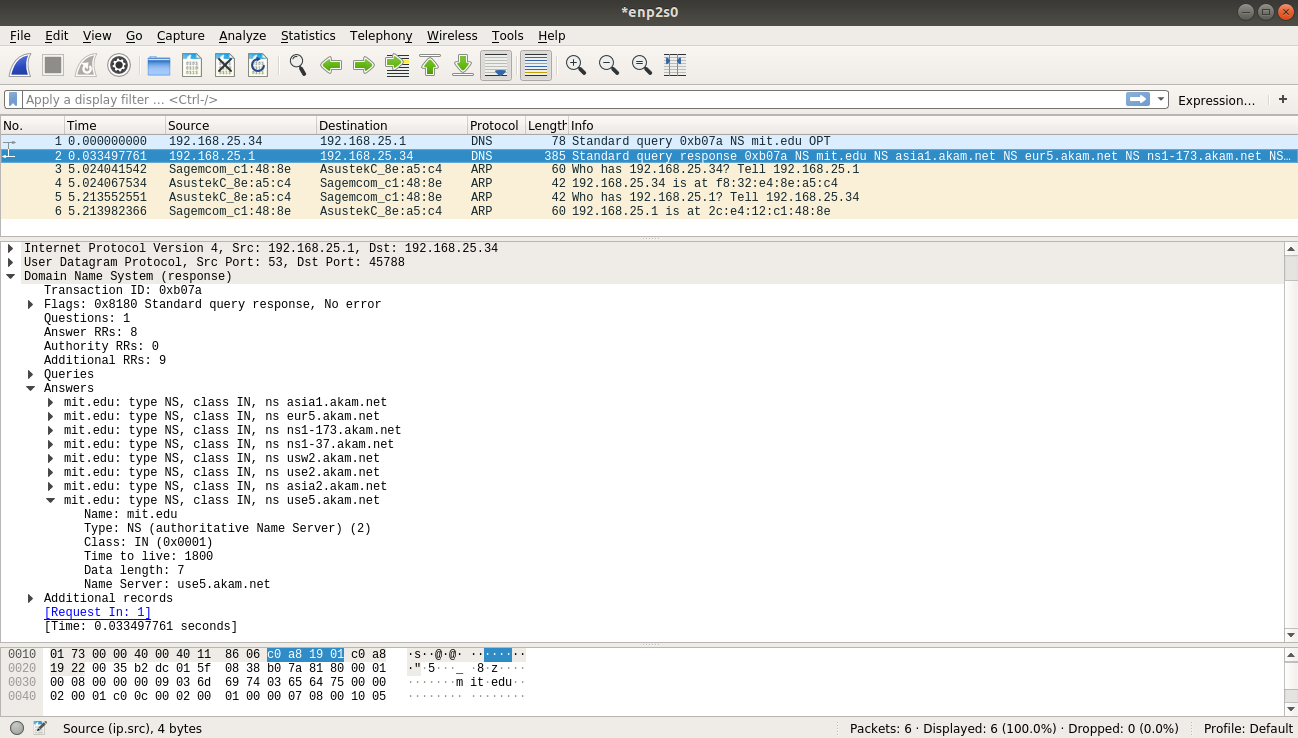 *enp2s0
File Edit View Go Capture Analyze Statistics Telephony Wireless Tools Help
Apply a display filter … <Ctrl-/>
Expression… +
No. Time Source Destination Protocol Length Info
1 0.000000000 192.168.25.34 192.168.25.1 DNS 78 Standard query 0xb07a NS mit.edu OPT
2 0.033497761 192.168.25.1 192.168.25.34 DNS 385 Standard query response 0xb07a NS mit.edu NS asia1.akam.net NS eur5.akam.net NS ns1-173.akam.net NS…
3 5.024041542 Sagemcom_c1:48:8e AsustekC_8e:a5:c4 ARP 60 Who has 192.168.25.34? Tell 192.168.25.1
4 5.024067534 AsustekC_8e:a5:c4 Sagemcom_c1:48:8e ARP 42 192.168.25.34 is at f8:32:e4:8e:a5:c4
5 5.213552551 AsustekC_8e:a5:c4 Sagemcom_c1:48:8e ARP 42 Who has 192.168.25.1? Tell 192.168.25.34
6 5.213982366 Sagemcom_c1:48:8e AsustekC_8e:a5:c4 ARP 60 192.168.25.1 is at 2c:e4:12:c1:48:8e
Internet Protocol Version 4, Src: 192.168.25.1, Dst: 192.168.25.34
User Datagram Protocol, Src Port: 53, Dst Port: 45788
Domain Name System (response)
Transaction ID: 0xb07a
Flags: 0x8180 Standard query response, No error
Questions: 1
Answer RRs: 8
Authority RRs: 0
Additional RRs: 9
Queries
Answers
mit.edu: type NS, class IN, ns asia1.akam.net
mit.edu: type NS, class IN, ns eur5.akam.net
mit.edu: type NS, class IN, ns ns1-173.akam.net
mit.edu: type NS, class IN, ns ns1-37.akam.net
mit.edu: type NS, class IN, ns usw2.akam.net
mit.edu: type NS, class IN, ns use2.akam.net
mit.edu: type NS, class IN, ns asia2.akam.net
mit.edu: type NS, class IN, ns use5.akam.net
Name: mit.edu
Type: NS (authoritative Name Server) (2)
Class: IN (0x0001)
Time to live: 1800
Data length: 7
Name Server: use5.akam.net
Additional records
[Request In: 1]
[Time: 0.033497761 seconds]
0010 01 73 00 00 40 00 40 11 86 06 c0 a8 19 01 c0 a8 ·s··@·@· ········
0020 19 22 00 35 b2 dc 01 5f 08 38 b0 7a 81 80 00 01 ·"·5···_ ·8·z····
0030 00 08 00 00 00 09 03 6d 69 74 03 65 64 75 00 00 ·······m it·edu··
0040 02 00 01 c0 0c 00 02 00 01 00 00 07 08 00 10 05 ········ ········
Source (ip.src), 4 bytes
Packets: 6 · Displayed: 6 (100.0%) · Dropped: 0 (0.0%)
Profile: Default